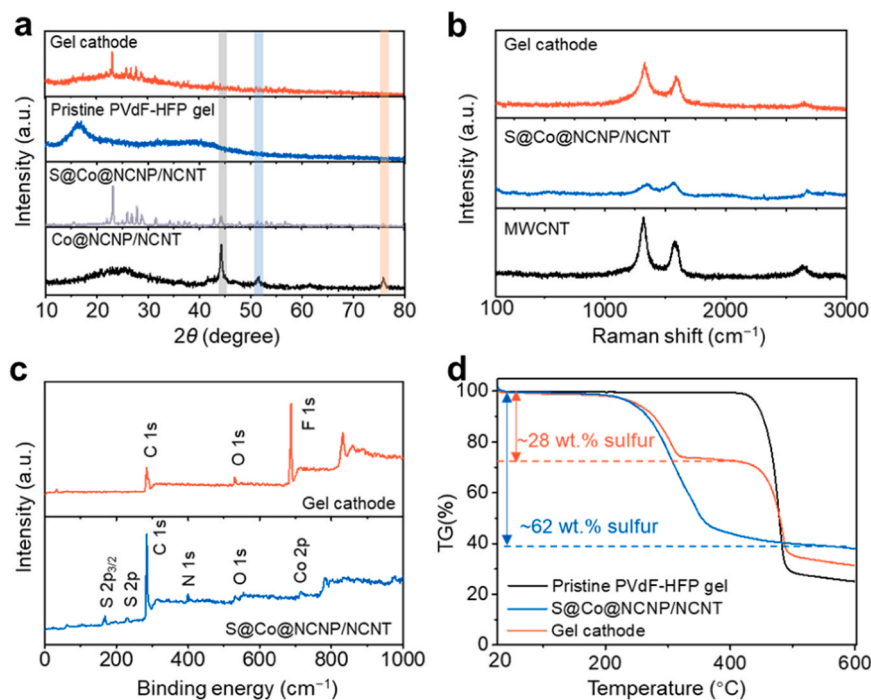 a
Gel cathode
Pristine PVdF-HFP gel
S@Co@NCNP/NCNT
Co@NCNP/NCNT
Intensity (a.u.)
10 20 30 40 50 60 70 80
2θ (degree)
b
Gel cathode
S@Co@NCNP/NCNT
MWCNT
Intensity (a.u.)
100 1000 2000 3000
Raman shift (cm⁻¹)
c
C 1s
O 1s
F 1s
Gel cathode
S 2p3/2
S 2p
C 1s
N 1s
O 1s
Co 2p
S@Co@NCNP/NCNT
Intensity (a.u.)
0 200 400 600 800 1000
Binding energy (cm⁻¹)
d
100
80
60
40
20
0
TG(%)
~28 wt.% sulfur
~62 wt.% sulfur
Pristine PVdF-HFP gel
S@Co@NCNP/NCNT
Gel cathode
20 200 400 600
Temperature (°C)